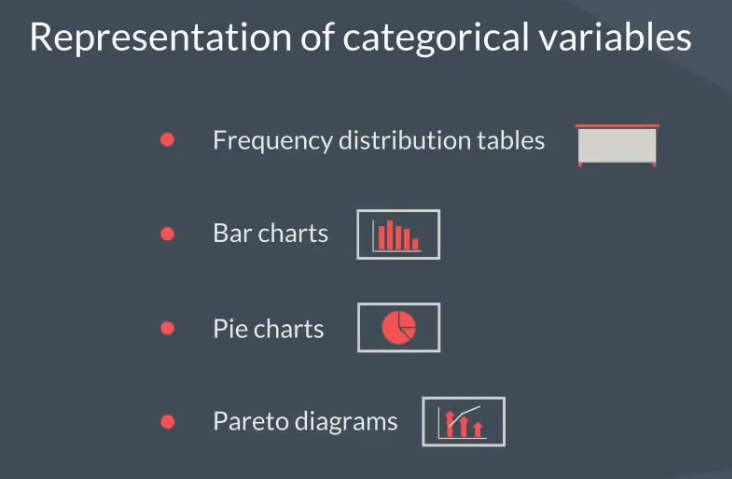 Representation of categorical variables
Frequency distribution tables
Bar charts
Pie charts
Pareto diagrams